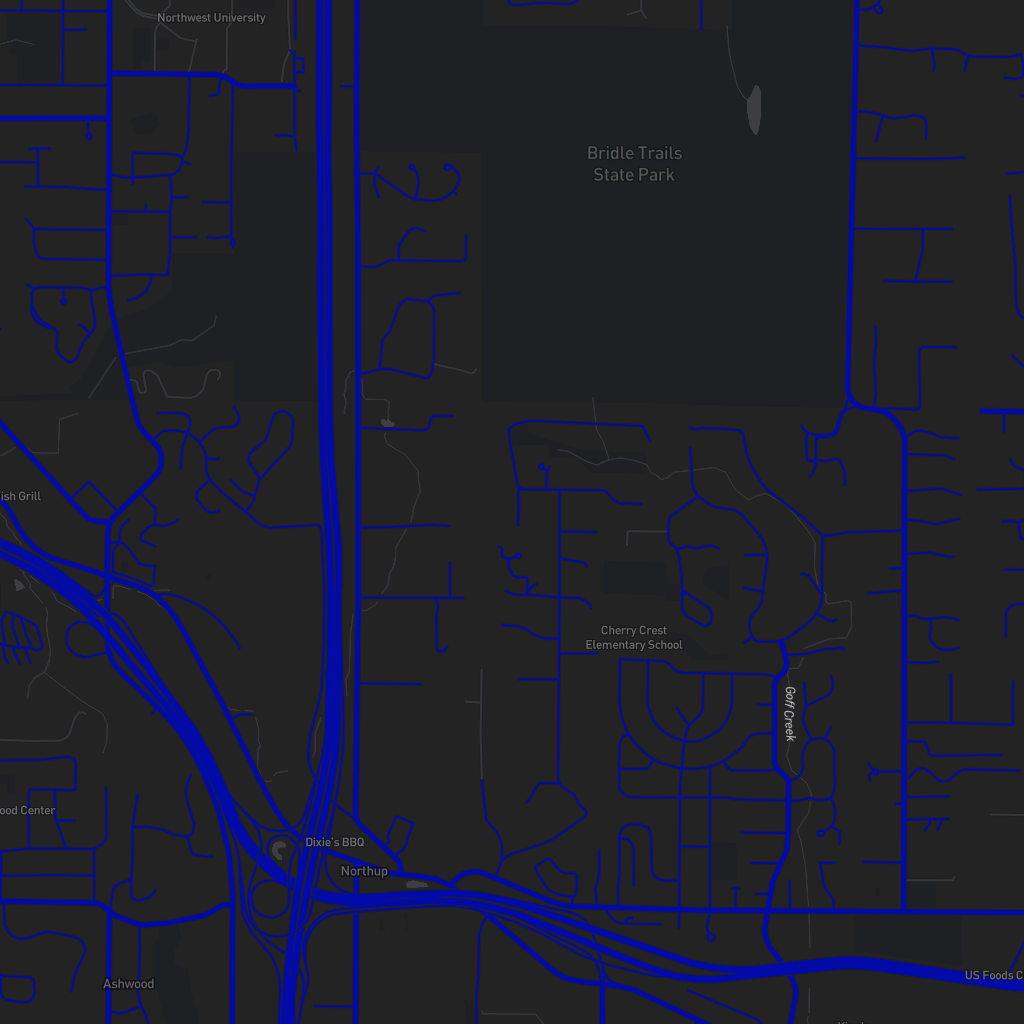 Northwest University
Bridle Trails
State Park
ish Grill
Cherry Crest
Elementary School
Goff Creek
ood Center
Dixie's BBQ
Northup
Ashwood
US Foods C